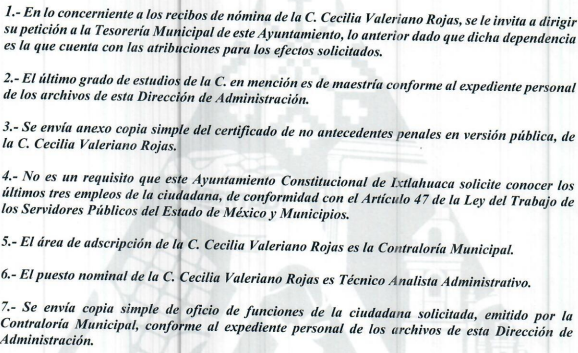 1.- En lo concerniente a los recibos de nómina de la C. Cecilia Valeriano Rojas, se le invita a dirigir
su petición a la Tesorería Municipal de este Ayuntamiento, lo anterior dado que dicha dependencia
es la que cuenta con las atribuciones para los efectos solicitados.
2.- El último grado de estudios de la C. en mención es de maestría conforme al expediente personal
de los archivos de esta Dirección de Administración.
3.- Se envía anexo copia simple del certificado de no antecedentes penales en versión pública, de
la C. Cecilia Valeriano Rojas.
4.- No es un requisito que este Ayuntamiento Constitucional de Ixtlahuaca solicite conocer los
últimos tres empleos de la ciudadana, de conformidad con el Artículo 47 de la Ley del Trabajo de
los Servidores Públicos del Estado de México y Municipios.
5.- El área de adscripción de la C. Cecilia Valeriano Rojas es la Contraloría Municipal.
6.- El puesto nominal de la C. Cecilia Valeriano Rojas es Técnico Analista Administrativo.
7.- Se envía copia simple de oficio de funciones de la ciudadana solicitada, emitido por la
Contraloría Municipal, conforme al expediente personal de los archivos de esta Dirección de
Administración.